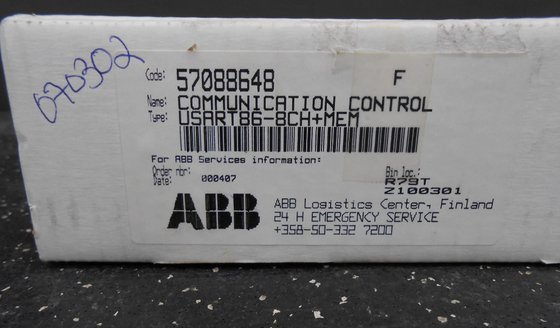 070302
Code: 57088648
F
Name: COMMUNICATION CONTROL
Type: USART86-8CH+MEM
For ABB Services information:
Order nbr:
Date: 000407
Bin loc.:
R79T
Z100301
ABB
ABB Logistics Center, Finland
24 H EMERGENCY SERVICE
+358-50-332 7200